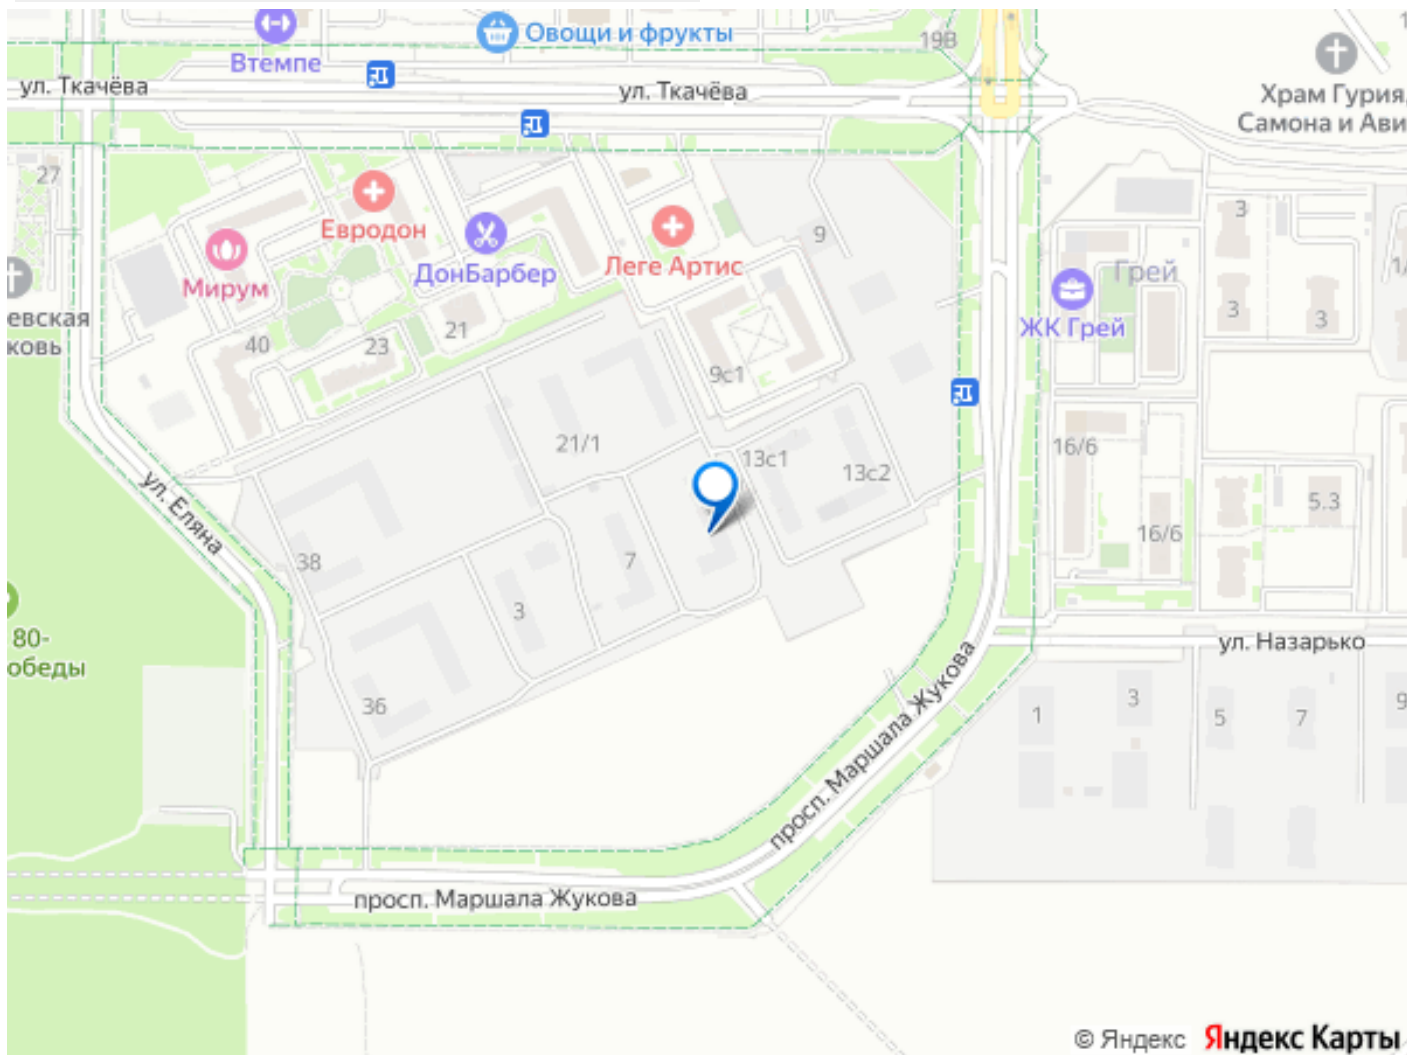 19В
Овощи и фрукты
Втемпе
ул. Ткачёва
ул. Ткачёва
Храм Гурия,
Самона и Ави
27
Евродон
9
3
Мирум
ДонБарбер
Леге Артис
Грей
ЖК Грей
3
3
1/
евская
ковь
40
23
21
9с1
21/1
13с1
13с2
16/6
5.3
16/6
ул. Еляна
38
7
3
80-
обеды
ул. Назарько
36
просп. Маршала Жукова
1
3
5
7
9
просп. Маршала Жукова
© Яндекс Яндекс Карты